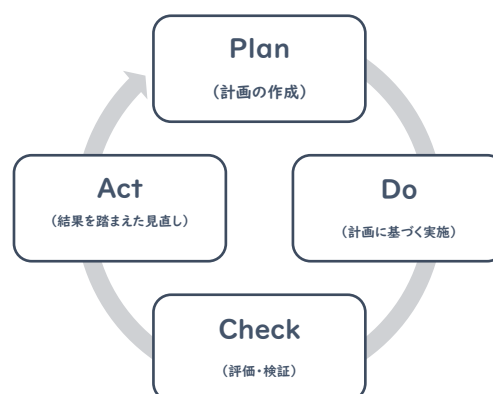 Plan
(計画の作成)
Do
(計画に基づく実施)
Check
(評価・検証)
Act
(結果を踏まえた見直し)